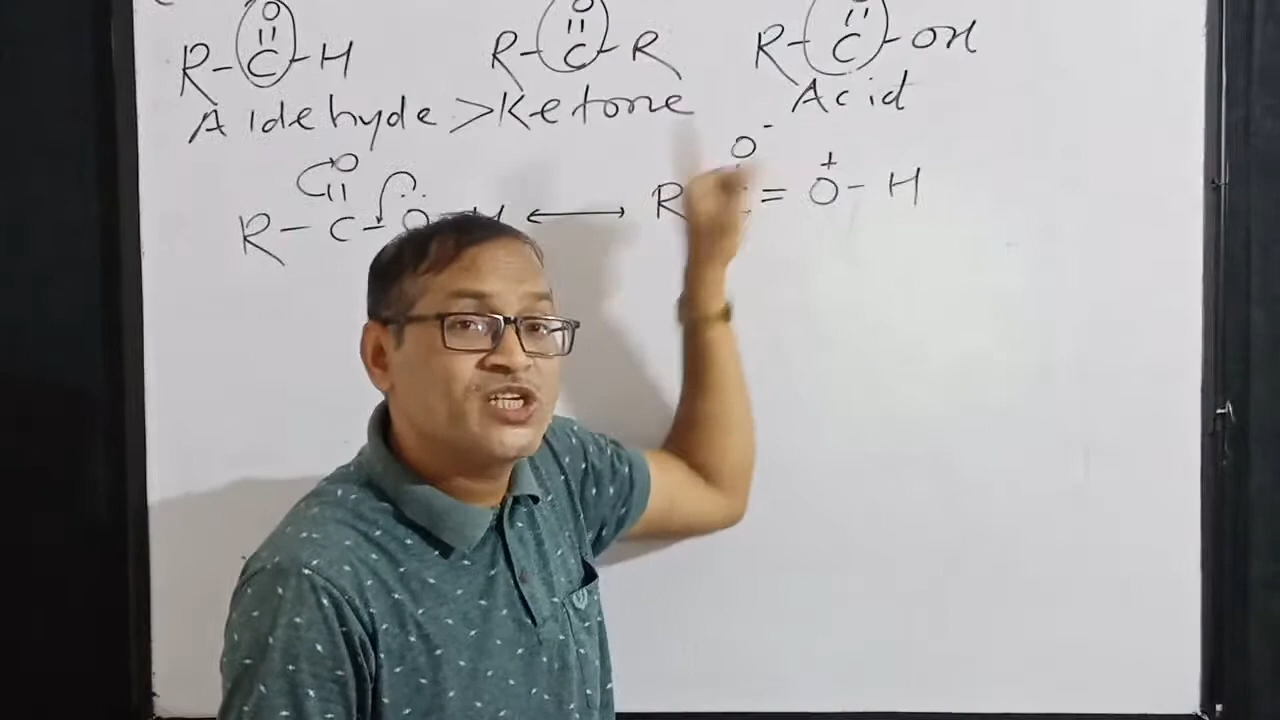 O O O
R-C-H R-C-R R-C-OH
Aldehyde > Ketone Acid
O O⁻
R-C-O-H ⟷ R =O⁺-H